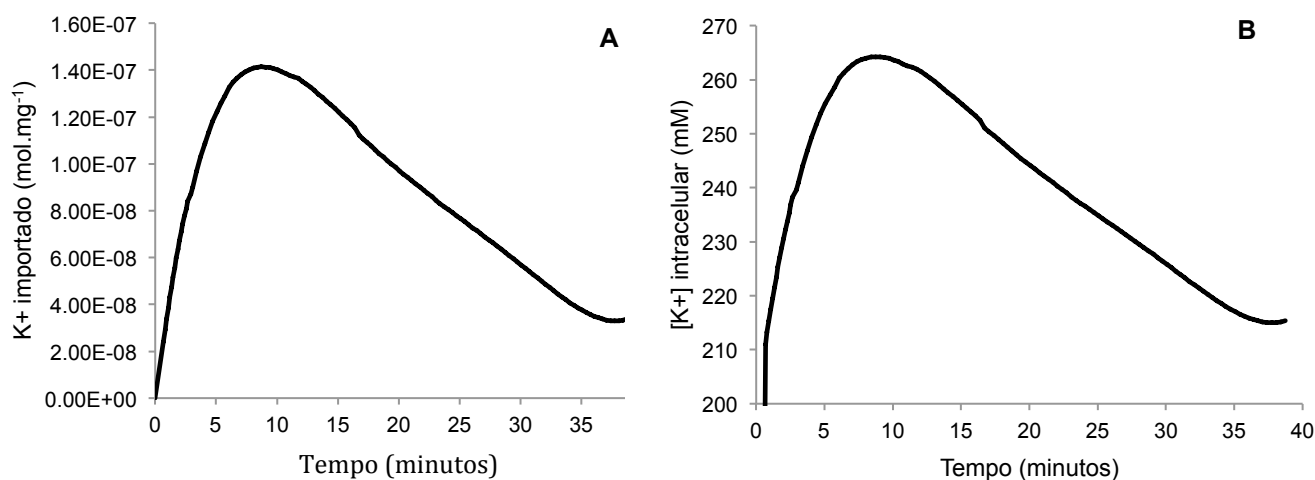 A
K+ importado (mol.mg⁻¹)
1.60E-07
1.40E-07
1.20E-07
1.00E-07
8.00E-08
6.00E-08
4.00E-08
2.00E-08
0.00E+00
0 5 10 15 20 25 30 35
Tempo (minutos)
B
[K+] intracelular (mM)
270
260
250
240
230
220
210
200
0 5 10 15 20 25 30 35 40
Tempo (minutos)